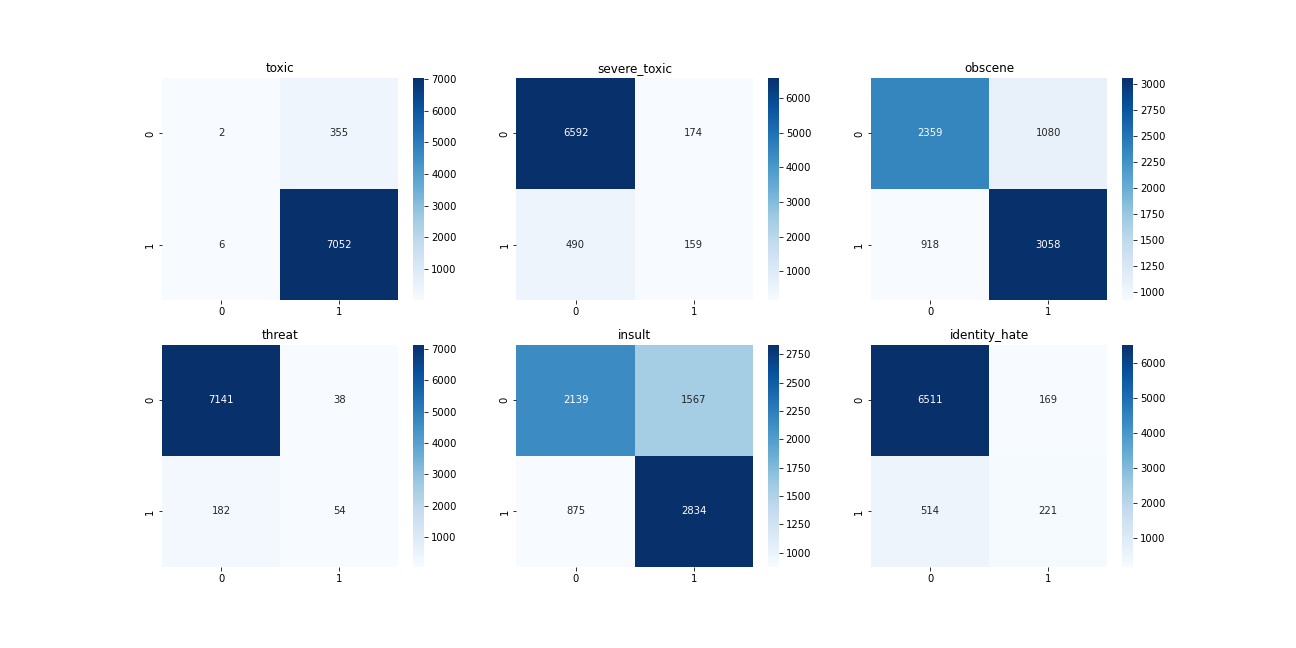 toxic
0 2 355
1 6 7052
0 1
7000
6000
5000
4000
3000
2000
1000
severe_toxic
0 6592 174
1 490 159
0 1
6000
5000
4000
3000
2000
1000
obscene
0 2359 1080
1 918 3058
0 1
3000
2750
2500
2250
2000
1750
1500
1250
1000
threat
0 7141 38
1 182 54
0 1
7000
6000
5000
4000
3000
2000
1000
insult
0 2139 1567
1 875 2834
0 1
2750
2500
2250
2000
1750
1500
1250
1000
identity_hate
0 6511 169
1 514 221
0 1
6000
5000
4000
3000
2000
1000